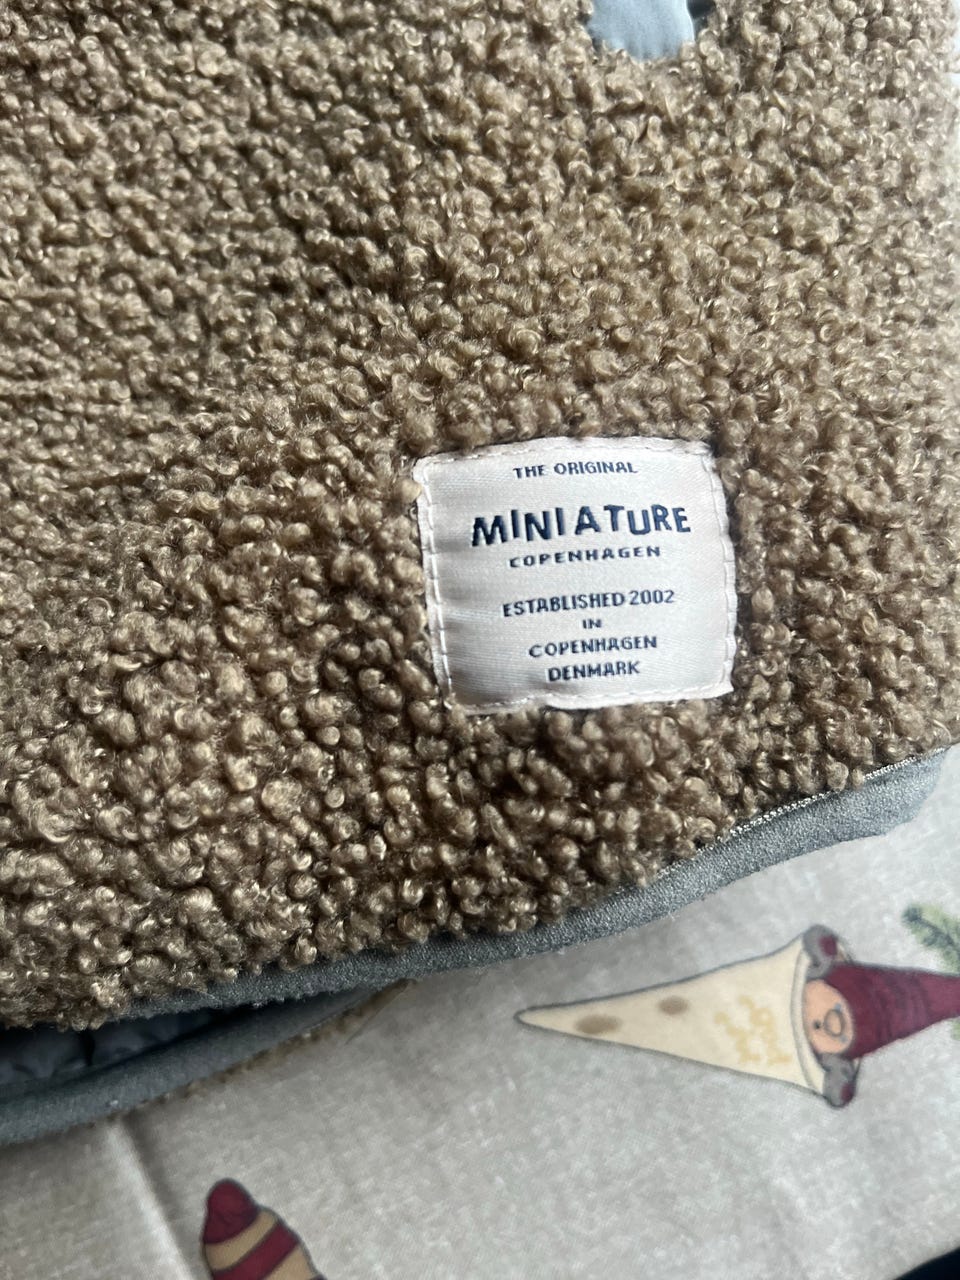 THE ORIGINAL
MINIATURE
COPENHAGEN
ESTABLISHED 2002
IN
COPENHAGEN
DENMARK